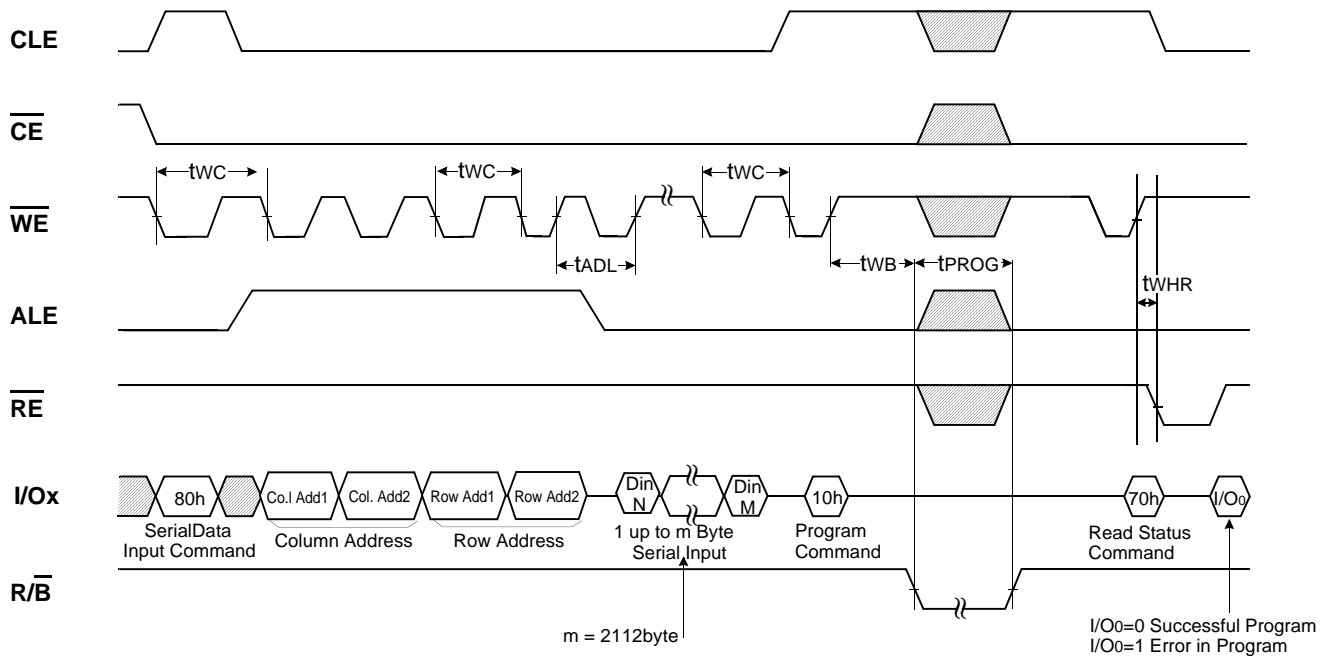 CLE
CE
tWC
tWC
tWC
WE
tADL
tWB
tPROG
tWHR
ALE
RE
I/Ox
80h
Co.l Add1
Col. Add2
Row Add1
Row Add2
Din
N
Din
M
10h
70h
I/O0
SerialData
Input Command
Column Address
Row Address
1 up to m Byte
Serial Input
Program
Command
Read Status
Command
R/B
m = 2112byte
I/O0=0 Successful Program
I/O0=1 Error in Program